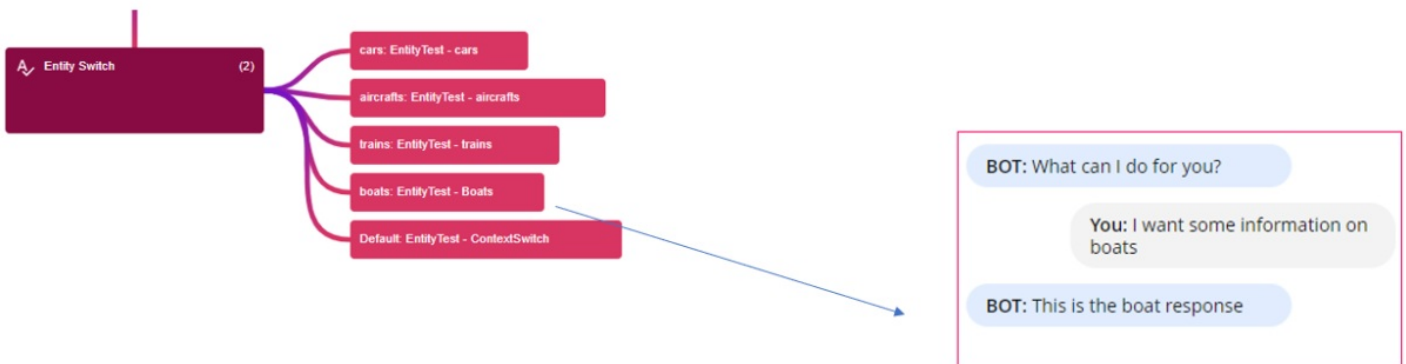 Entity Switch (2)
cars: EntityTest - cars
aircrafts: EntityTest - aircrafts
trains: EntityTest - trains
boats: EntityTest - Boats
Default: EntityTest - ContextSwitch
BOT: What can I do for you?
You: I want some information on
boats
BOT: This is the boat response